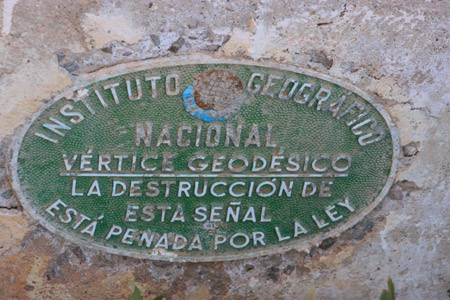 INSTITUTO GEOGRÁFICO
NACIONAL
VÉRTICE GEODÉSICO
LA DESTRUCCIÓN DE
ESTA SEÑAL
ESTÁ PENADA POR LA LEY